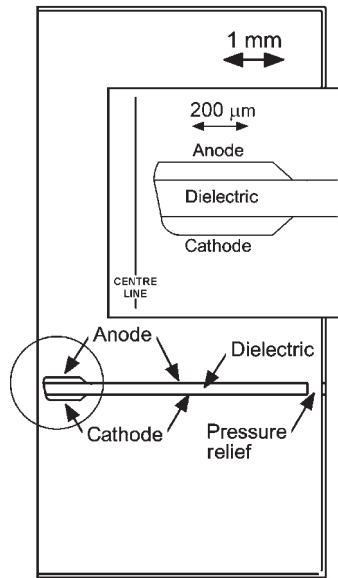 1 mm
200 μm
Anode
Dielectric
Cathode
CENTRE
LINE
Anode
Dielectric
Cathode
Pressure
relief